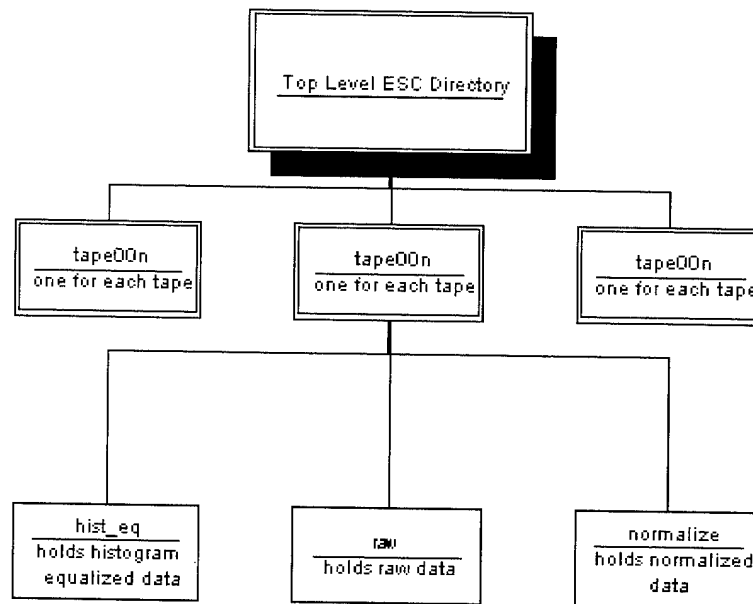 Top Level ESC Directory
tape00n
one for each tape
tape00n
one for each tape
tape00n
one for each tape
hist_eq
holds histogram
equalized data
raw
holds raw data
normalize
holds normalized
data